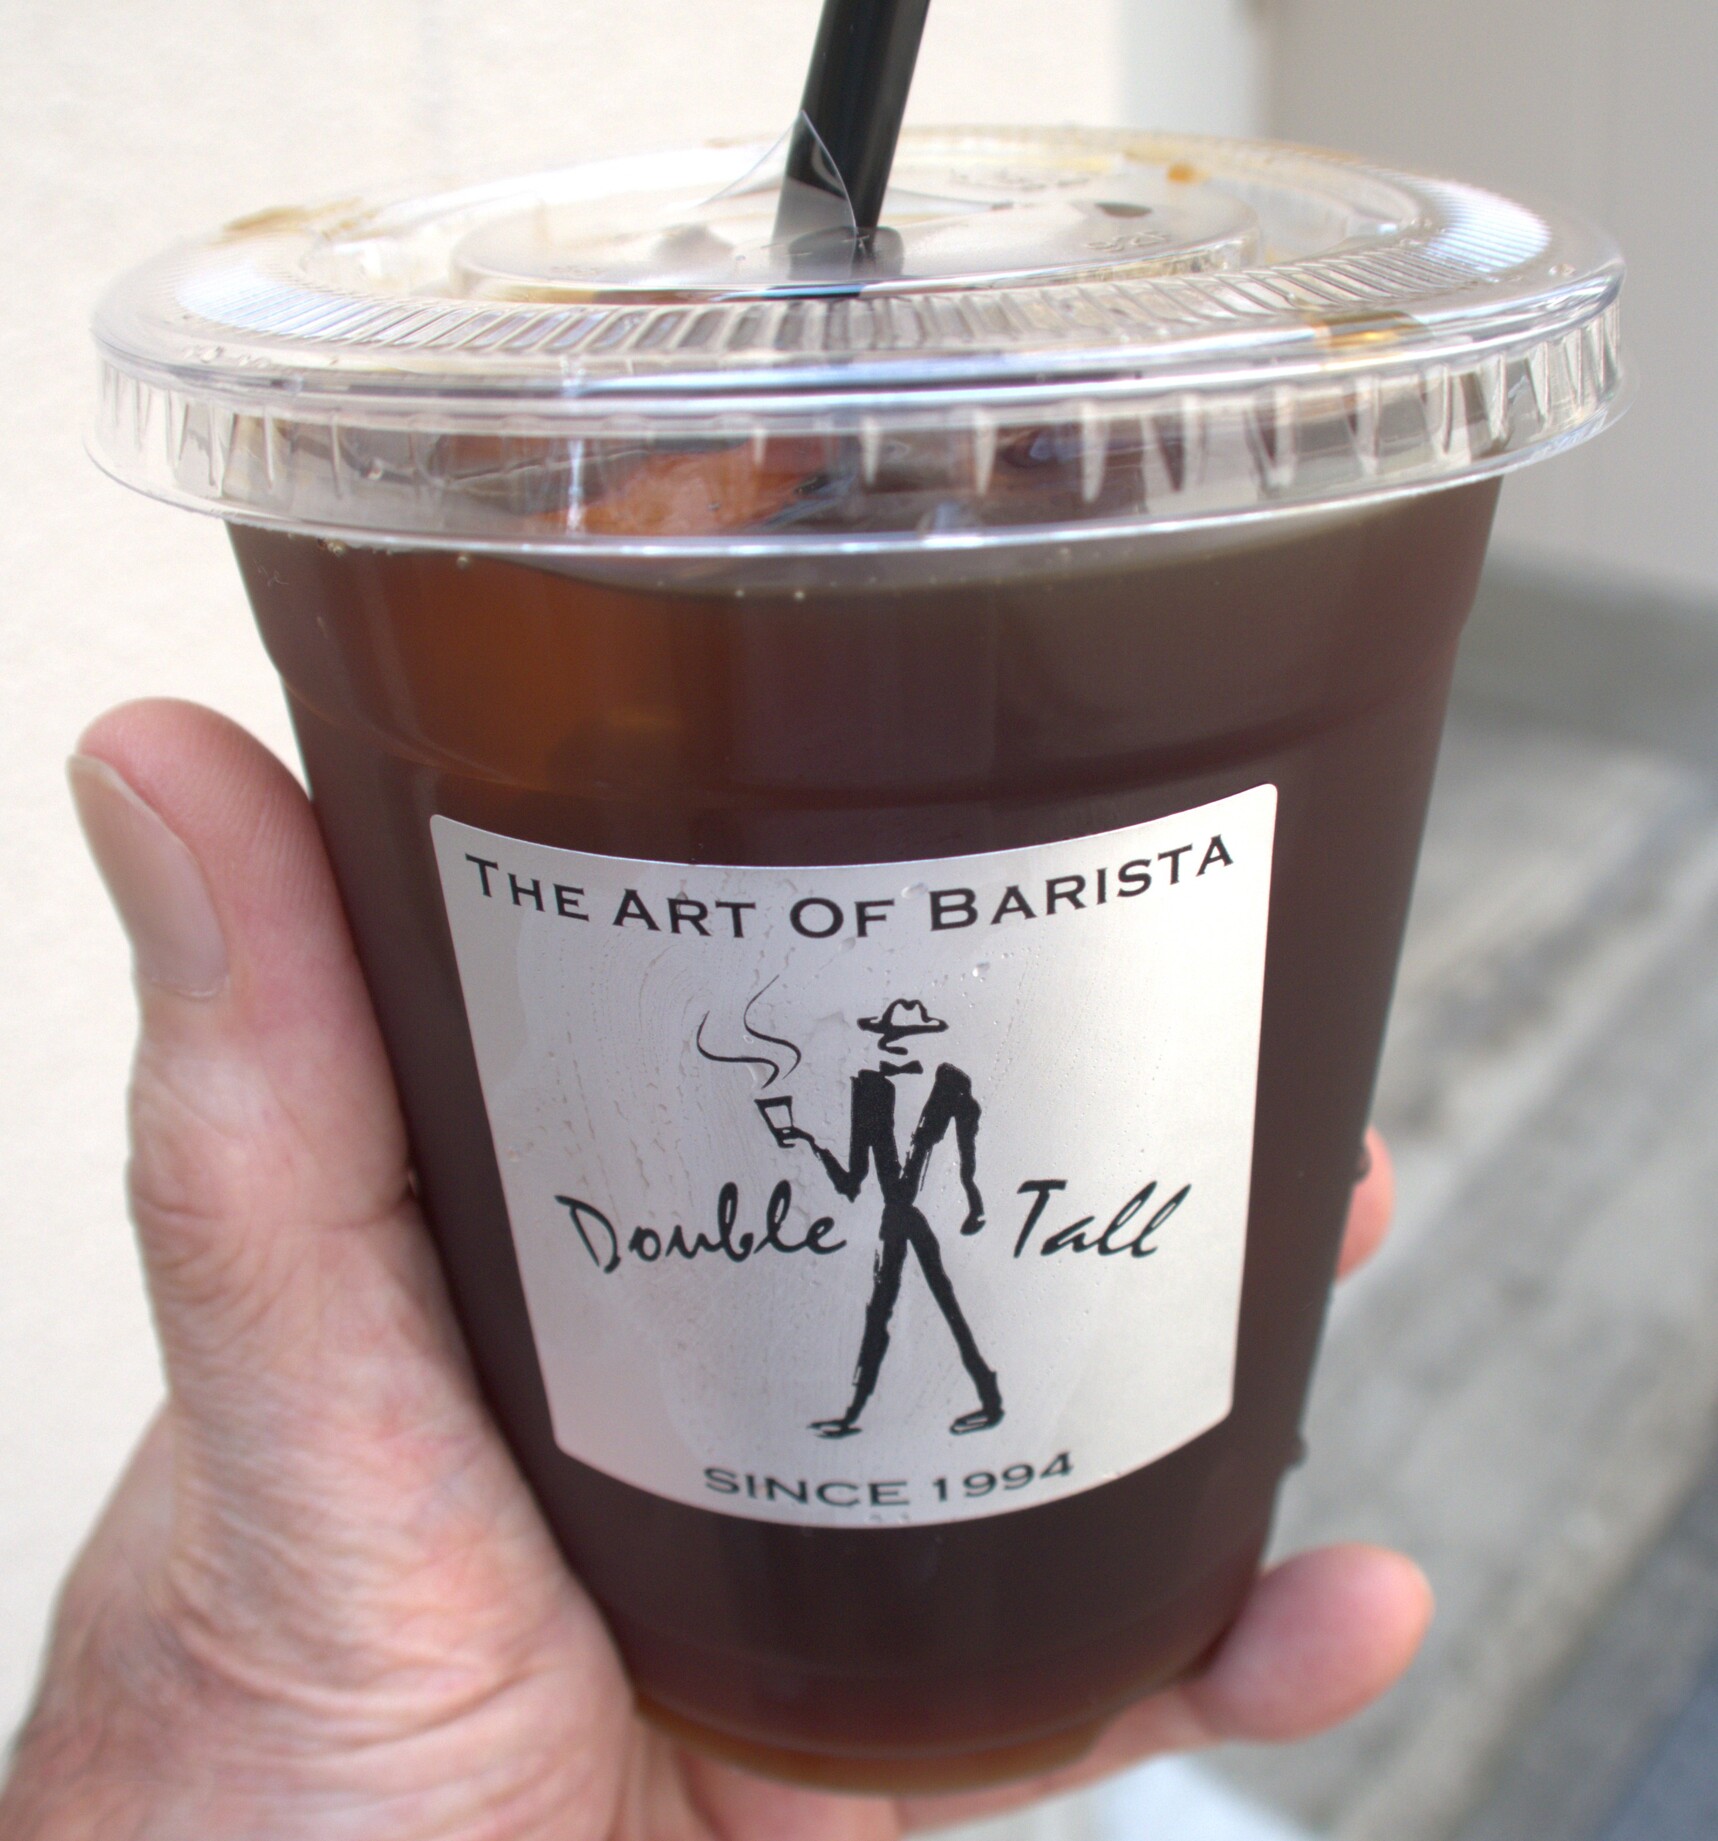 THE ART OF BARISTA
Double Tall
SINCE 1994